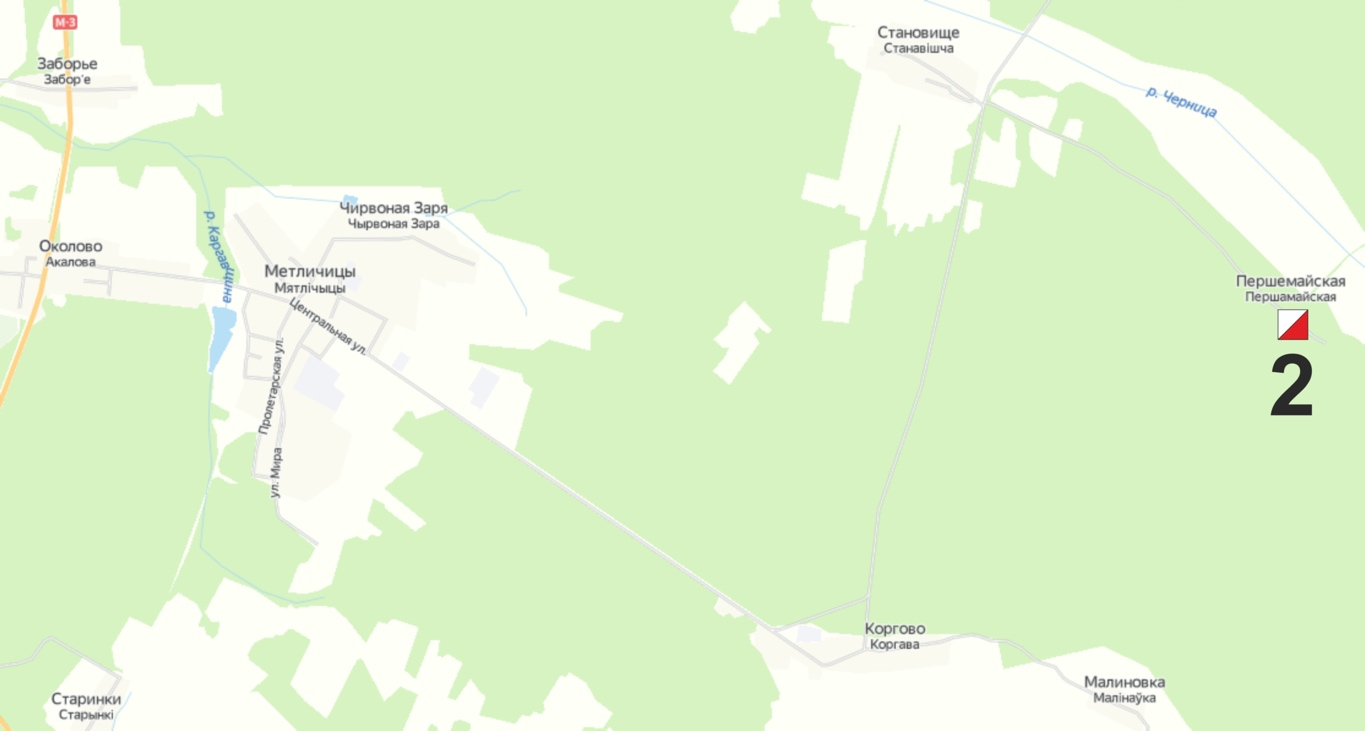 М-3
Заборье
Забор'е
Становище
Станавішча
р. Черница
р. Каргавіцца
Чирвоная Заря
Чырвоная Зара
Околово
Акалова
Метличицы
Мятлічыцы
Центральная ул.
Першемайская
Першамайская
2
Пролетарская ул.
ул. Мира
Коргово
Коргава
Малиновка
Малінаўка
Старинки
Старынкі